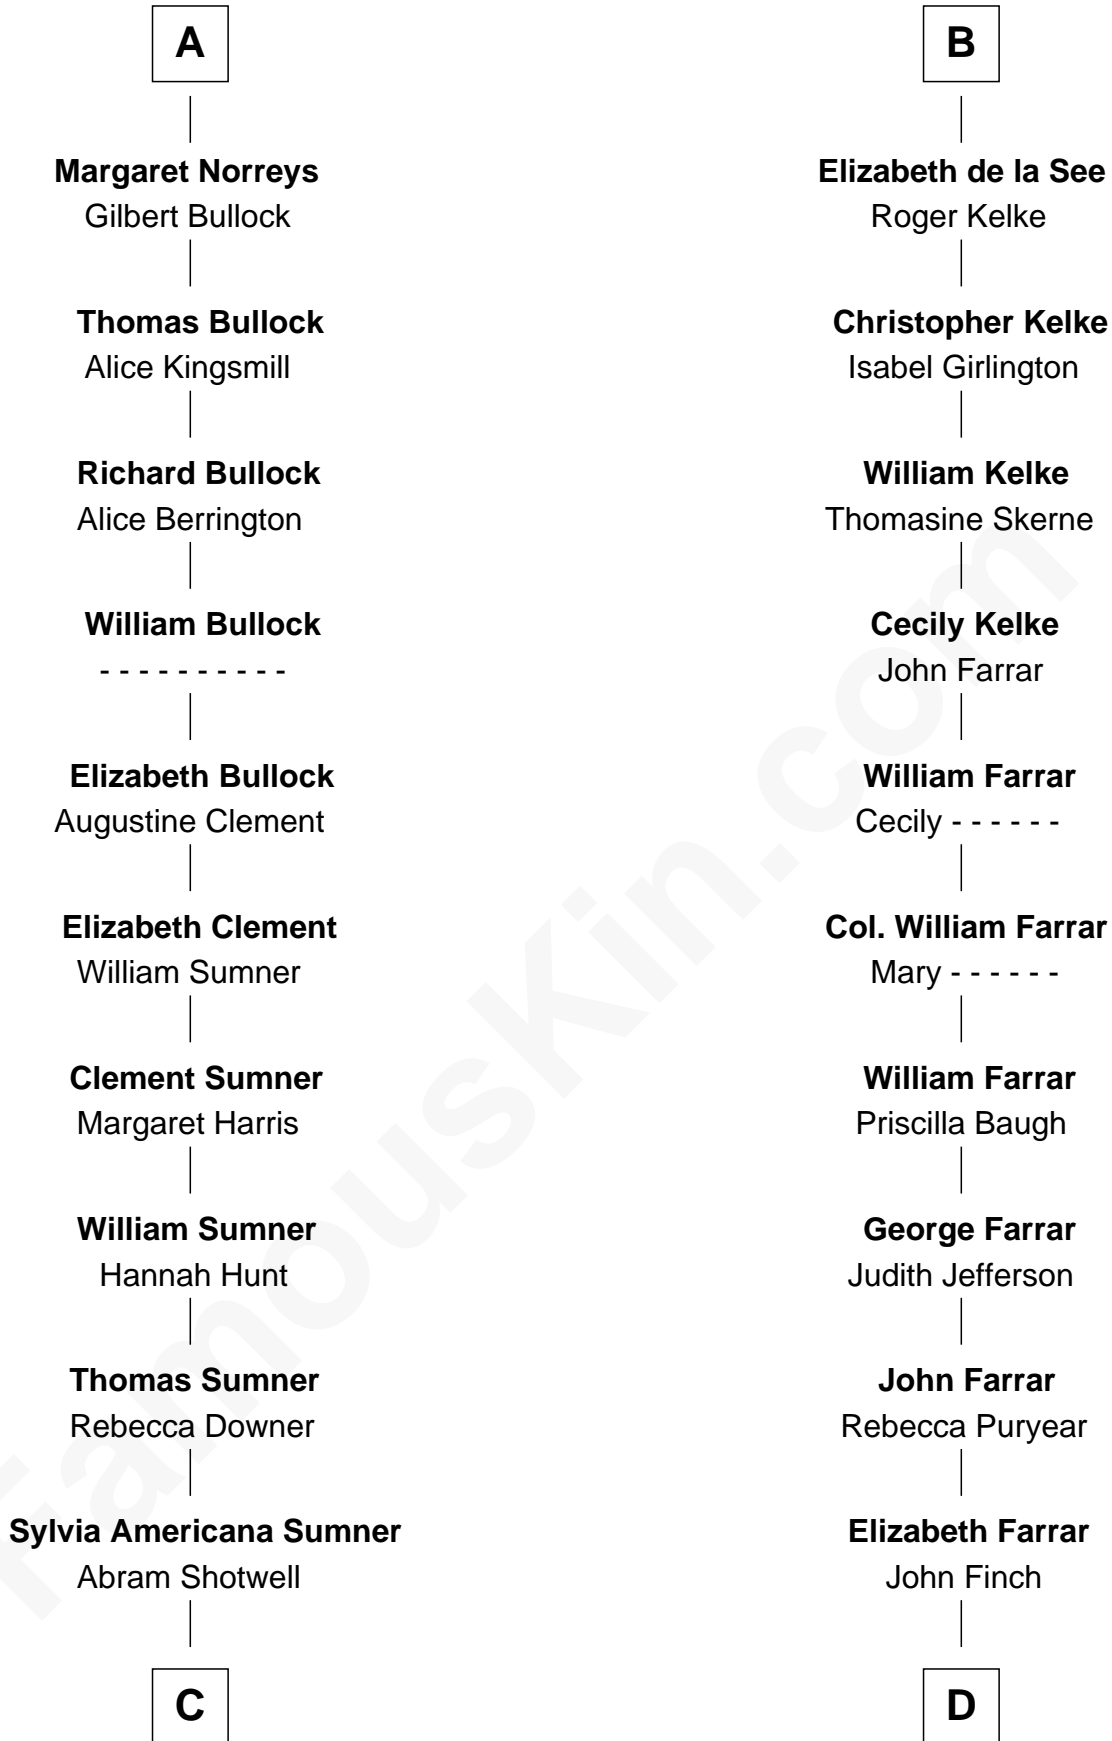 A
B
Margaret Norreys
Gilbert Bullock
Elizabeth de la See
Roger Kelke
Thomas Bullock
Alice Kingsmill
Christopher Kelke
Isabel Girlington
Richard Bullock
Alice Berrington
William Kelke
Thomasine Skerne
William Bullock
- - - - - - - - - -
Cecily Kelke
John Farrar
Elizabeth Bullock
Augustine Clement
William Farrar
Cecily - - - - - -
Elizabeth Clement
William Sumner
Col. William Farrar
Mary - - - - - -
Clement Sumner
Margaret Harris
William Farrar
Priscilla Baugh
William Sumner
Hannah Hunt
George Farrar
Judith Jefferson
Thomas Sumner
Rebecca Downer
John Farrar
Rebecca Puryear
Sylvia Americana Sumner
Abram Shotwell
Elizabeth Farrar
John Finch
C
D
FamousKin.com